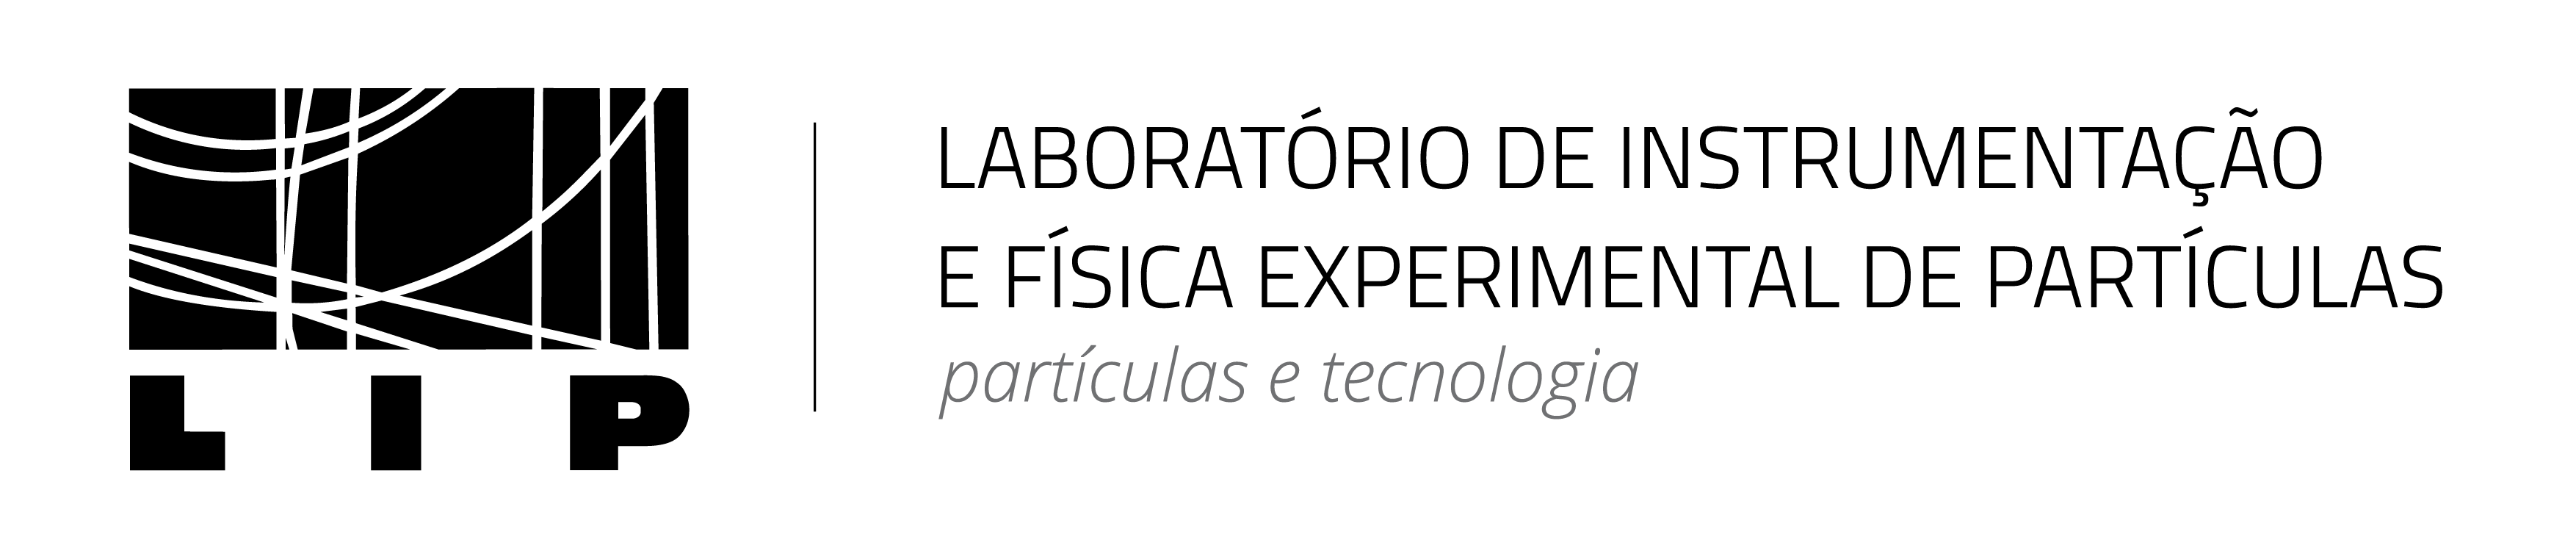 LIP
LABORATÓRIO DE INSTRUMENTAÇÃO
E FÍSICA EXPERIMENTAL DE PARTÍCULAS
partículas e tecnologia